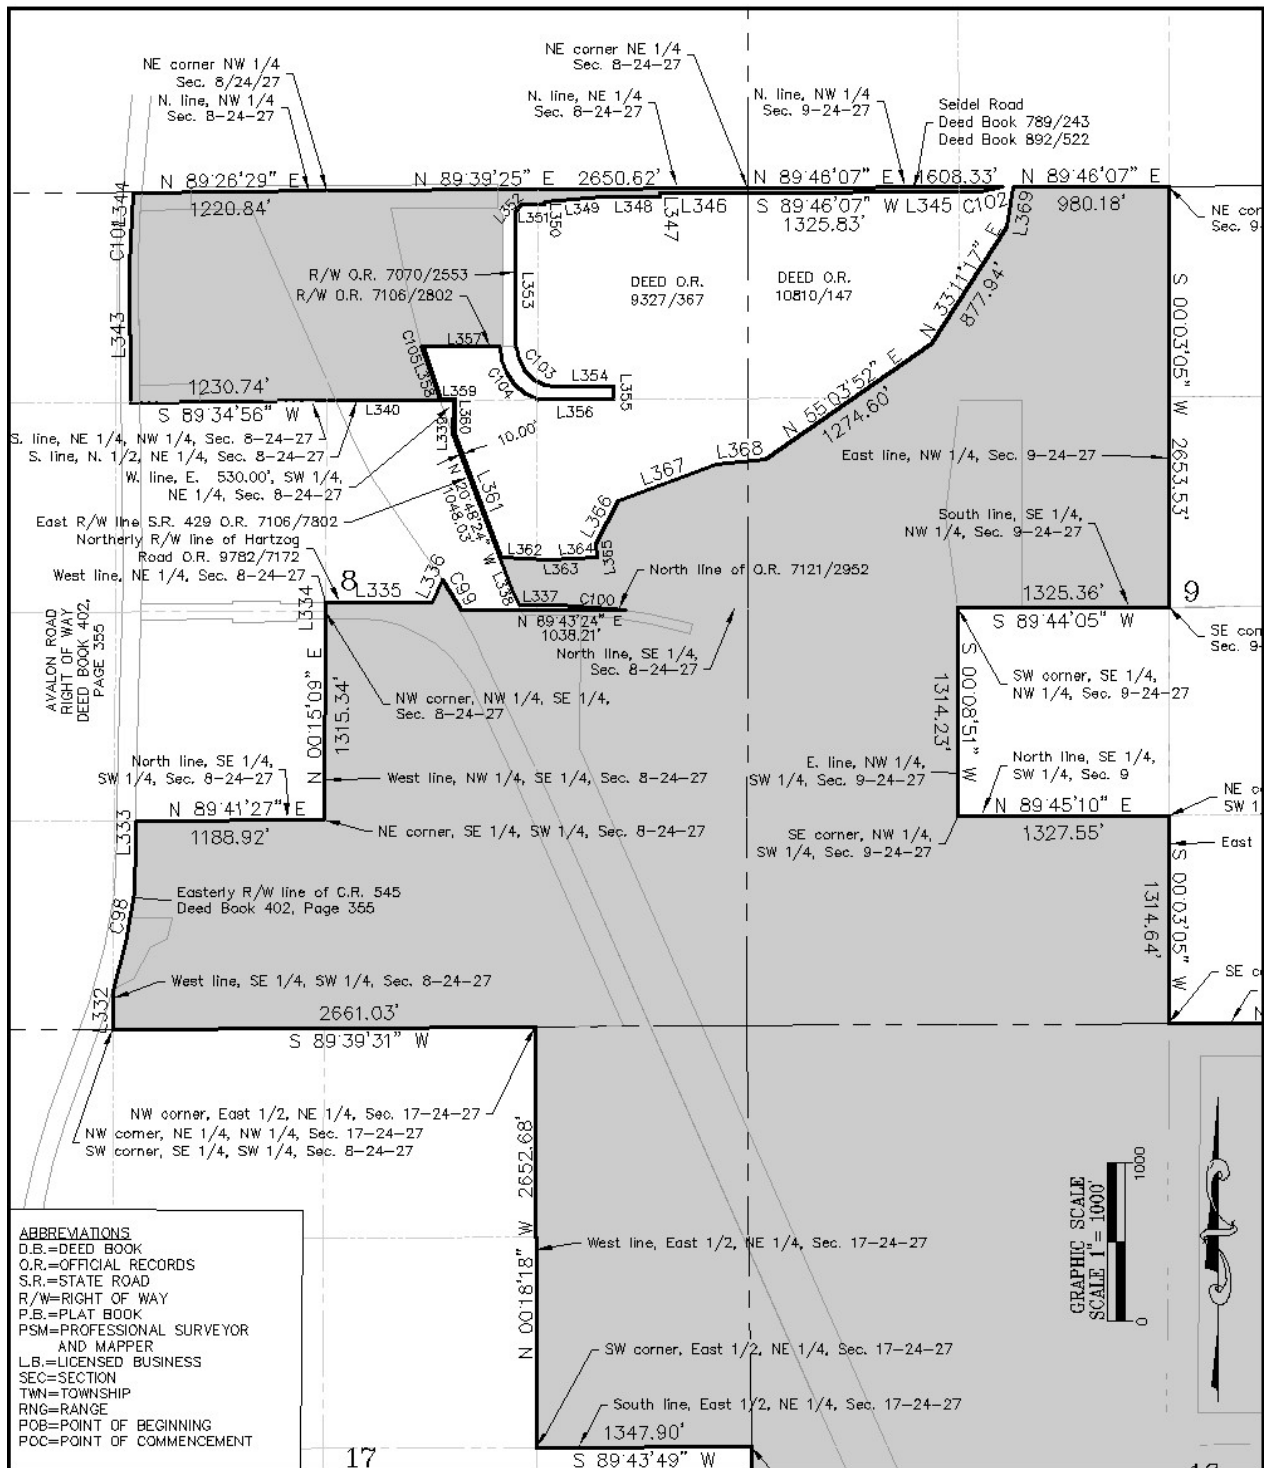 NE corner NE 1/4
Sec. 8-24-27
NE corner NW 1/4
Sec. 8/24/27
N. line, NW 1/4
Sec. 8-24-27
N. line, NE 1/4
Sec. 8-24-27
N. line, NW 1/4
Sec. 9-24-27
Seidel Road
Deed Book 789/243
Deed Book 892/522
N 89°26'29" E
1220.84'
N 89°39'25" E 2650.62'
N 89°46'07" E 1608.33'
N 89°46'07" E
980.18'
S 89°46'07" W
1325.83'
L344
C101
L343
L352
L351
L350
L349
L348
L347
L346
L345
C102
L369
NE cor
Sec. 9-
R/W O.R. 7070/2553
R/W O.R. 7106/2802
L353
DEED O.R.
9327/367
DEED O.R.
10810/147
N 33°11'17" E
877.94'
S 00°03'05" W 2653.53'
L357
C105
L358
C103
C104
L354
L355
L356
N 55°03'52" E
1274.60'
1230.74'
S 89°34'56" W
L340
L359
L360
L339
10.00'
S. line, NE 1/4, NW 1/4, Sec. 8-24-27
S. line, N. 1/2, NE 1/4, Sec. 8-24-27
W. line, E. 530.00', SW 1/4,
NE 1/4, Sec. 8-24-27
L361
N 20°48'24" W
1048.03'
L366
L367
L368
East line, NW 1/4, Sec. 9-24-27
South line, SE 1/4,
NW 1/4, Sec. 9-24-27
East R/W line S.R. 429 O.R. 7106/7802
Northerly R/W line of Hartzog
Road O.R. 9782/7172
West line, NE 1/4, Sec. 8-24-27
L362
L363
L364
L365
8
L334
L335
L336
C99
L338
L337
C100
North line of O.R. 7121/2952
N 89°43'24" E
1038.21'
North line, SE 1/4,
Sec. 8-24-27
1325.36'
S 89°44'05" W
9
SE cor
Sec. 9-
AVALON ROAD
RIGHT OF WAY
DEED BOOK 402,
PAGE 355
N 00°15'09" E
1315.34'
NW corner, NW 1/4, SE 1/4,
Sec. 8-24-27
SW corner, SE 1/4,
NW 1/4, Sec. 9-24-27
S 00°08'51" W
1314.23'
North line, SE 1/4,
SW 1/4, Sec. 8-24-27
West line, NW 1/4, SE 1/4, Sec. 8-24-27
E. line, NW 1/4,
SW 1/4, Sec. 9-24-27
North line, SE 1/4,
SW 1/4, Sec. 9
N 89°41'27" E
1188.92'
NE corner, SE 1/4, SW 1/4, Sec. 8-24-27
N 89°45'10" E
1327.55'
SE corner, NW 1/4,
SW 1/4, Sec. 9-24-27
SW 1
East
L333
C98
Easterly R/W line of C.R. 545
Deed Book 402, Page 355
S 00°03'05" W
1314.64'
L332
West line, SE 1/4, SW 1/4, Sec. 8-24-27
2661.03'
S 89°39'31" W
NW corner, East 1/2, NE 1/4, Sec. 17-24-27
NW corner, NE 1/4, NW 1/4, Sec. 17-24-27
SW corner, SE 1/4, SW 1/4, Sec. 8-24-27
N 00°18'18" W 2652.68'
West line, East 1/2, NE 1/4, Sec. 17-24-27
SW corner, East 1/2, NE 1/4, Sec. 17-24-27
South line, East 1/2, NE 1/4, Sec. 17-24-27
1347.90'
S 89°43'49" W
17
GRAPHIC SCALE
SCALE 1" = 1000'
0
1000
ABBREVIATIONS
D.B.=DEED BOOK
O.R.=OFFICIAL RECORDS
S.R.=STATE ROAD
R/W=RIGHT OF WAY
P.B.=PLAT BOOK
PSM=PROFESSIONAL SURVEYOR
AND MAPPER
L.B.=LICENSED BUSINESS
SEC=SECTION
TWN=TOWNSHIP
RNG=RANGE
POB=POINT OF BEGINNING
POC=POINT OF COMMENCEMENT